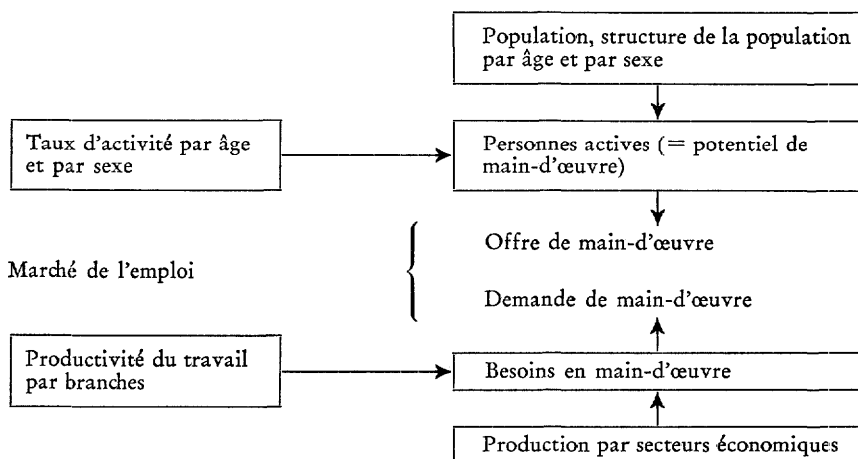 Population, structure de la population
par âge et par sexe
Taux d'activité par âge
et par sexe
Personnes actives (= potentiel de
main-d'œuvre)
Offre de main-d'œuvre
Marché de l'emploi
Demande de main-d'œuvre
Productivité du travail
par branches
Besoins en main-d'œuvre
Production par secteurs économiques